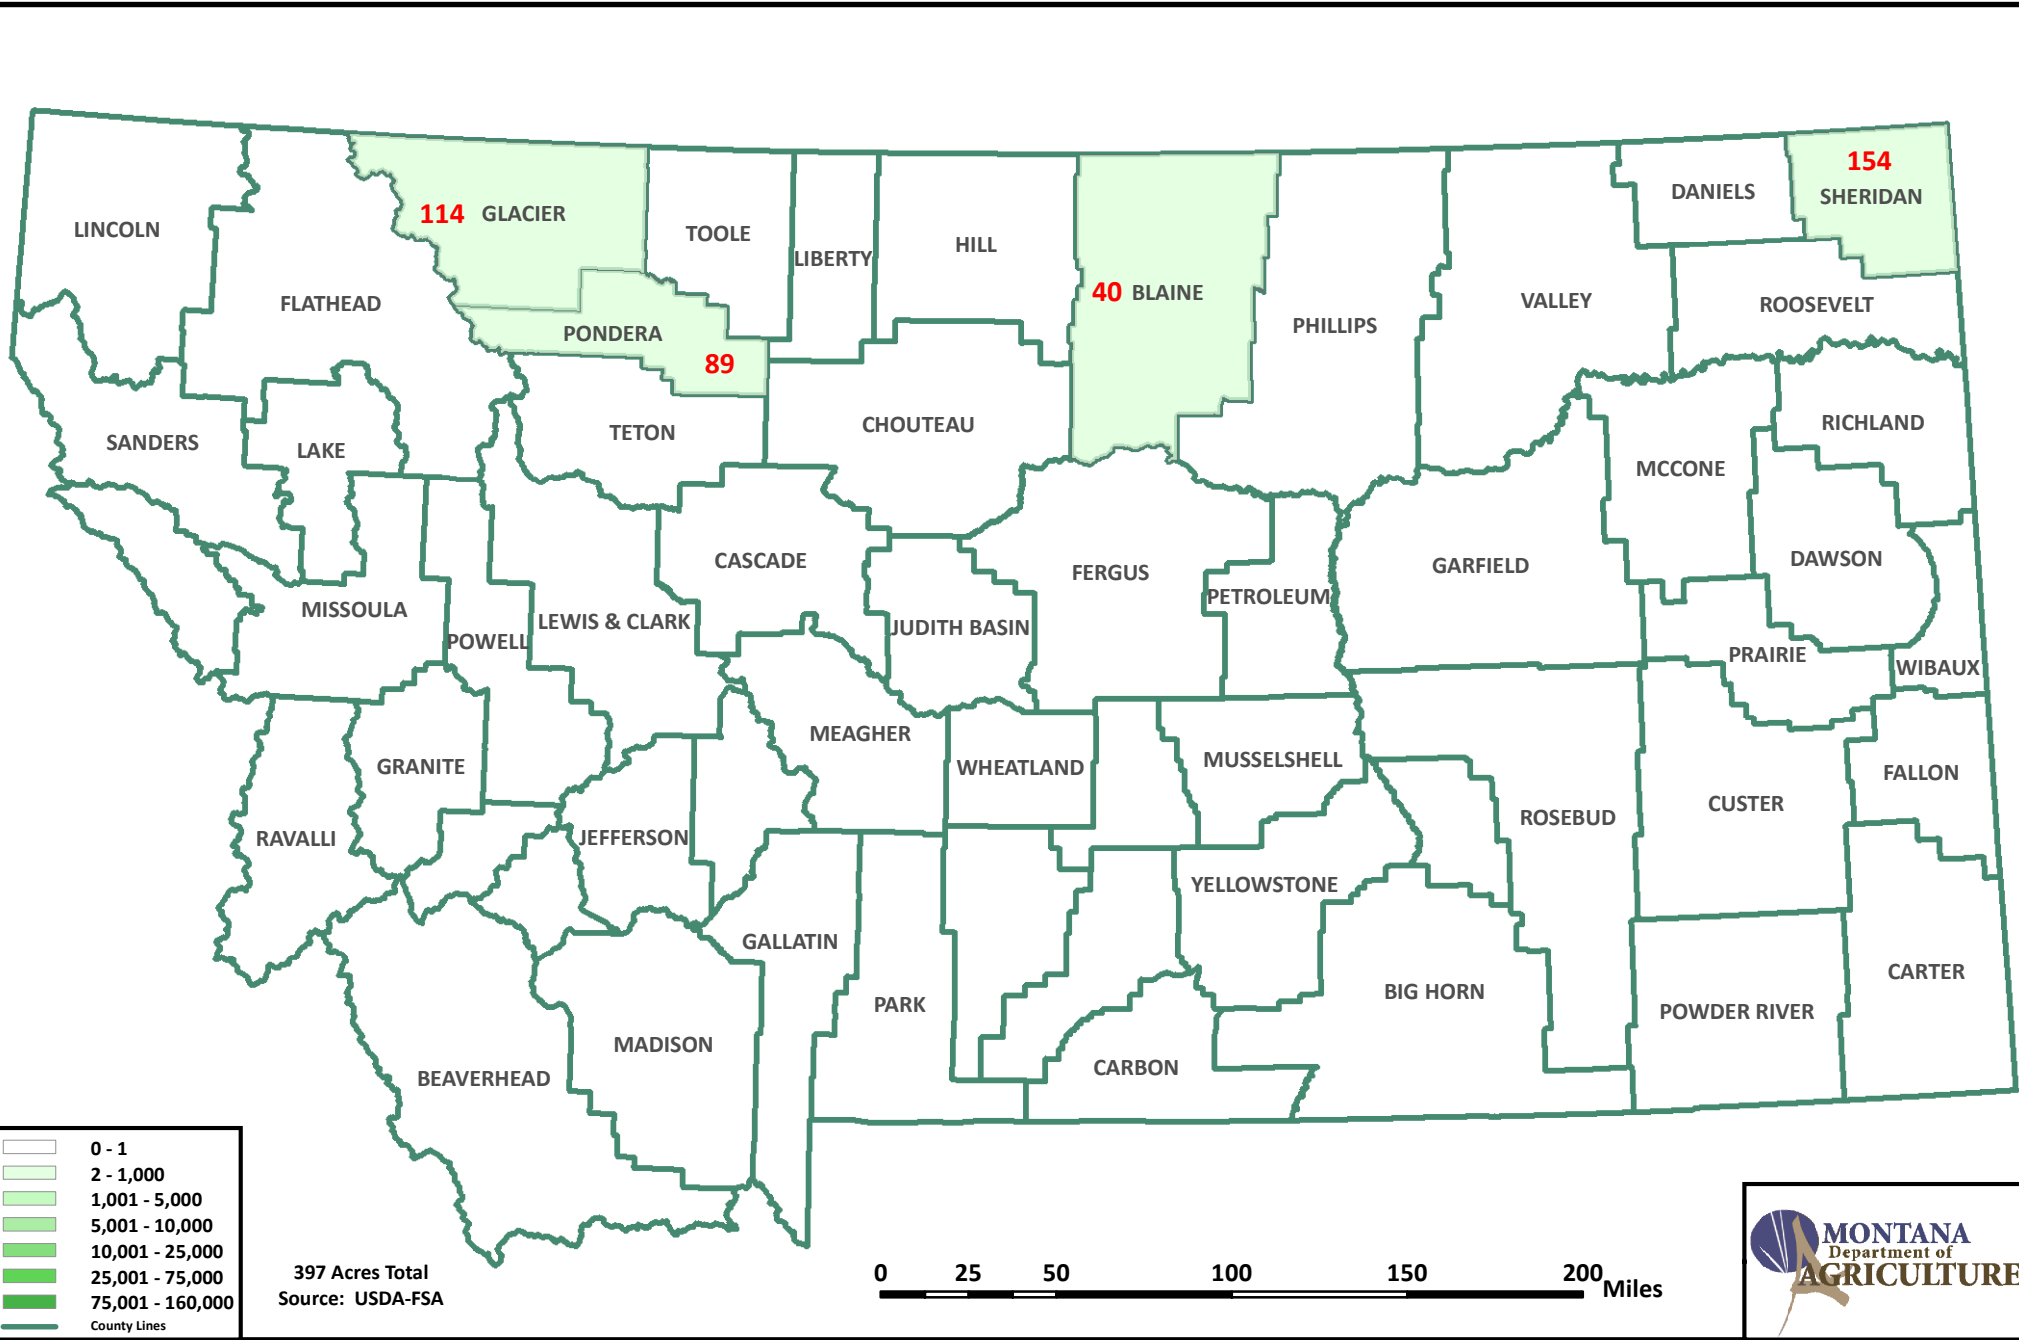 154
DANIELS
SHERIDAN
114 GLACIER
LINCOLN
TOOLE
HILL
LIBERTY
40 BLAINE
VALLEY
FLATHEAD
ROOSEVELT
PHILLIPS
PONDERA
89
CHOUTEAU
RICHLAND
TETON
SANDERS
LAKE
MCCONE
CASCADE
DAWSON
GARFIELD
FERGUS
PETROLEUM
MISSOULA
LEWIS & CLARK
JUDITH BASIN
POWELL
PRAIRIE
WIBAUX
MEAGHER
GRANITE
WHEATLAND
MUSSELSHELL
FALLON
CUSTER
ROSEBUD
RAVALLI
JEFFERSON
YELLOWSTONE
GALLATIN
CARTER
BIG HORN
PARK
POWDER RIVER
MADISON
CARBON
BEAVERHEAD
0 - 1
2 - 1,000
1,001 - 5,000
5,001 - 10,000
10,001 - 25,000
25,001 - 75,000
75,001 - 160,000
County Lines
397 Acres Total
Source: USDA-FSA
0 25 50 100 150 200 Miles
MONTANA
Department of
AGRICULTURE